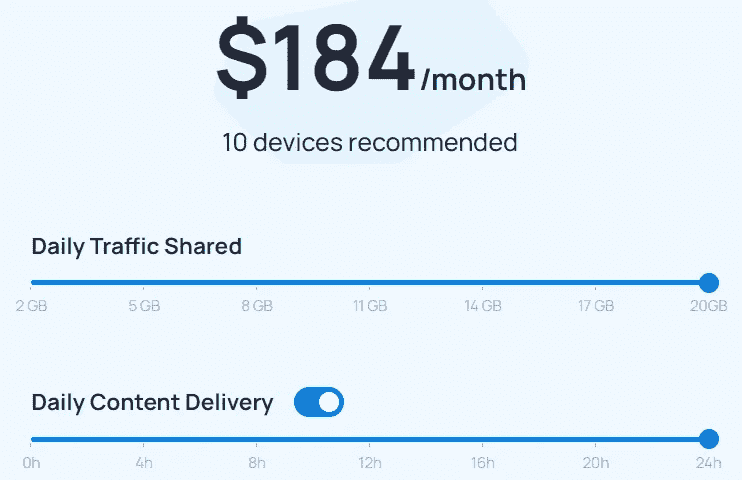 $184/month
10 devices recommended
Daily Traffic Shared
2 GB 5 GB 8 GB 11 GB 14 GB 17 GB 20GB
Daily Content Delivery
0h 4h 8h 12h 16h 20h 24h